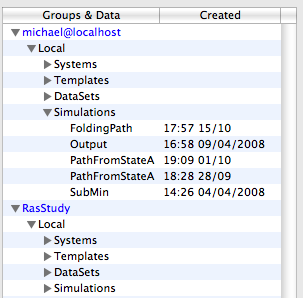 Groups & Data Created
michael@localhost
Local
Systems
Templates
DataSets
Simulations
FoldingPath 17:57 15/10
Output 16:58 09/04/2008
PathFromStateA 19:09 01/10
PathFromStateA 18:28 28/09
SubMin 14:26 04/04/2008
RasStudy
Local
Systems
Templates
DataSets
Simulations